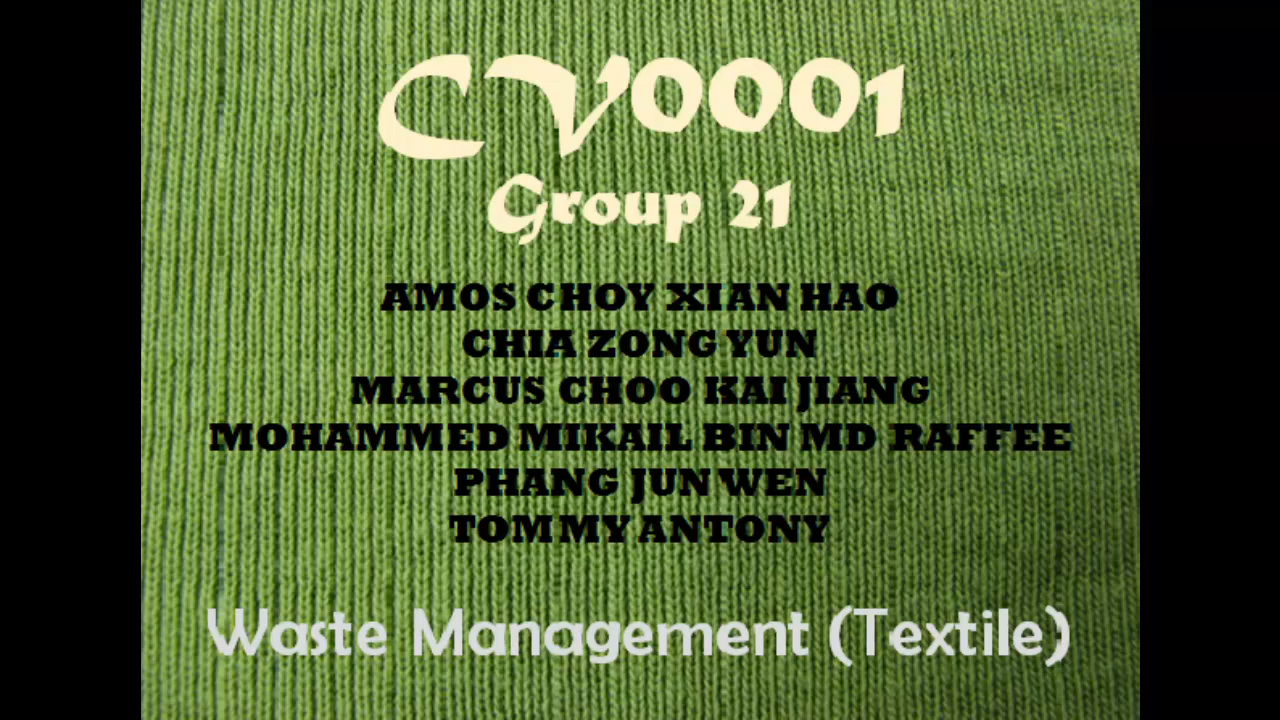 CV0001
Group 21
AMOS CHOY XIAN HAO
CHIA ZONG YUN
MARCUS CHOO KAI JIANG
MOHAMMED MIKAIL BIN MD RAFFEE
PHANG JUN WEN
TOMMY ANTONY
Waste Management (Textile)